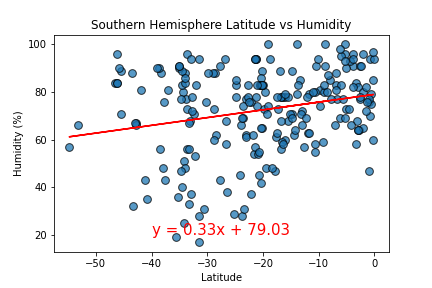 Southern Hemisphere Latitude vs Humidity
100
80
60
40
20
Humidity (%)
y = 0.33x + 79.03
−50
−40
−30
−20
−10
0
Latitude